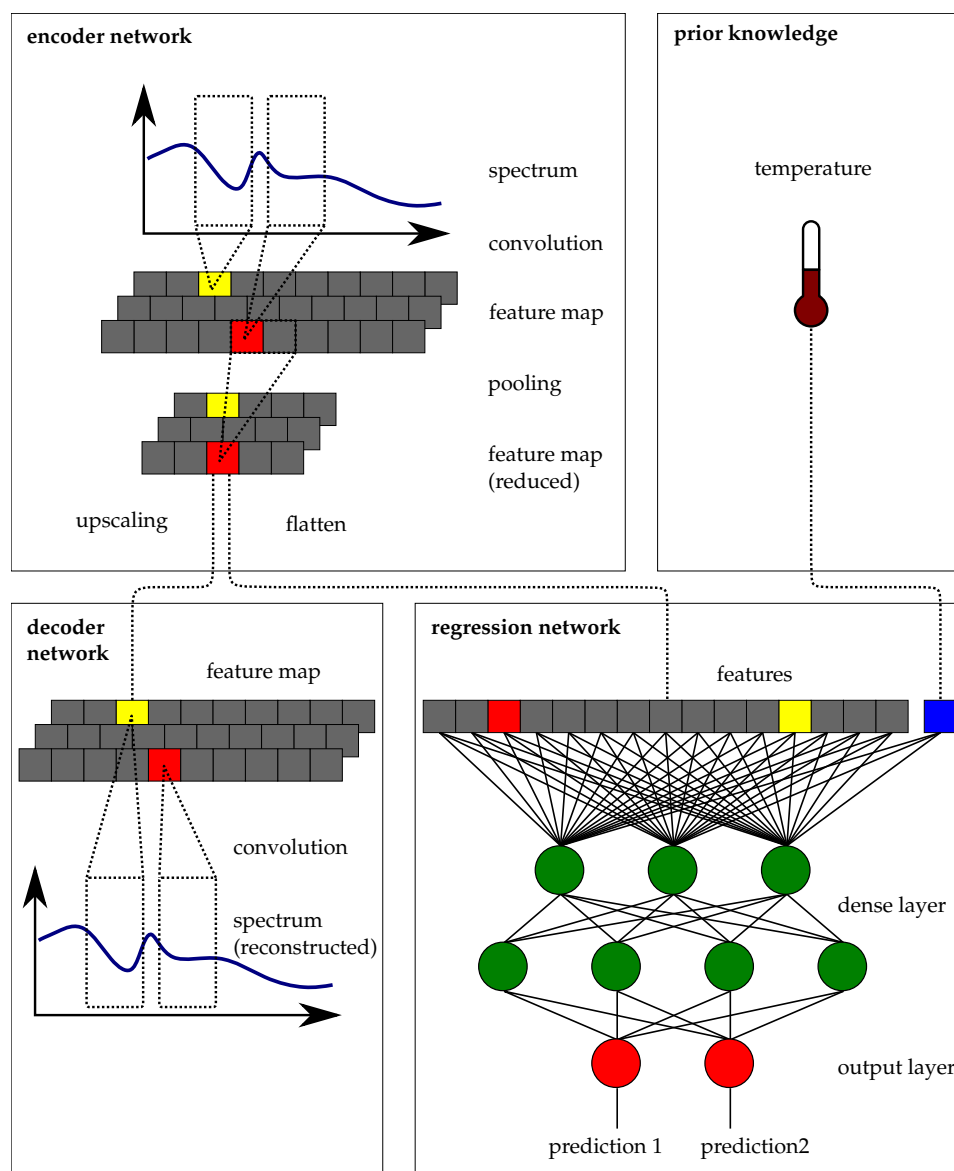 encoder network
spectrum
convolution
feature map
pooling
feature map
(reduced)
upscaling
flatten
prior knowledge
temperature
decoder
network
feature map
convolution
spectrum
(reconstructed)
regression network
features
dense layer
output layer
prediction 1
prediction2